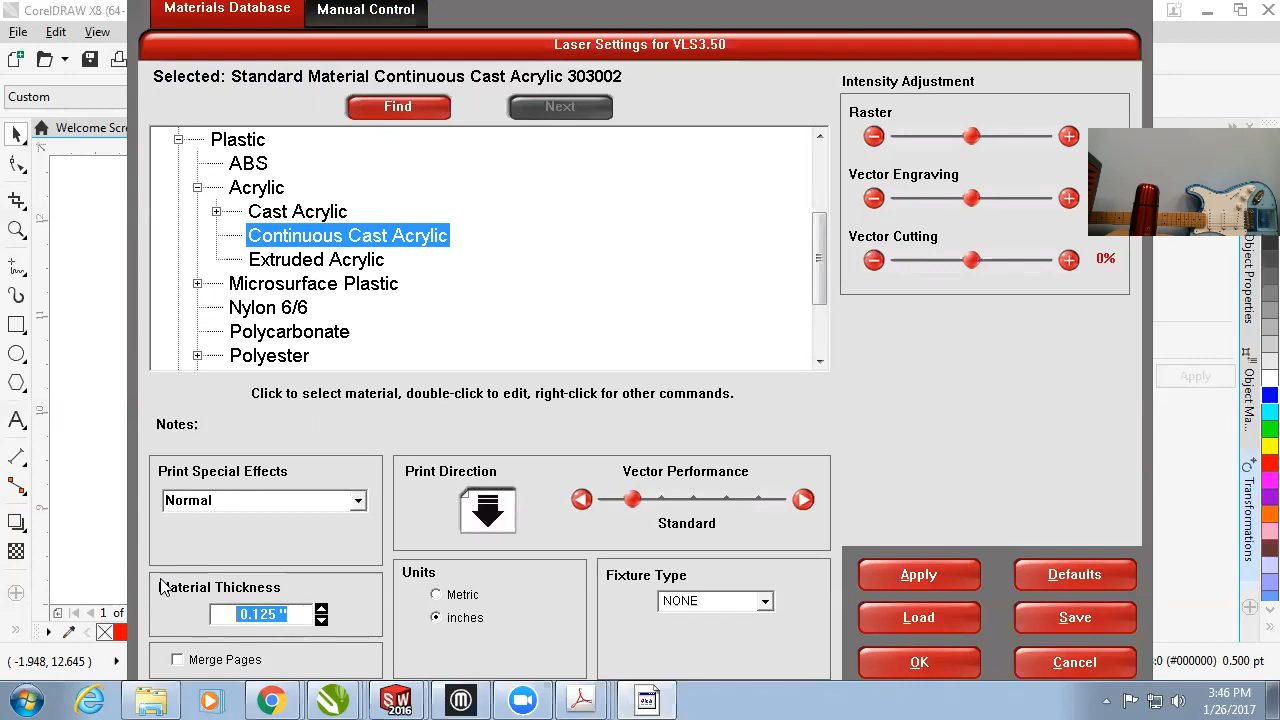 CorelDRAW X8 (64-
Materials Database
Manual Control
File
Edit
View
Laser Settings for VLS3.50
Selected: Standard Material Continuous Cast Acrylic 303002
Intensity Adjustment
Custom
Find
Next
Raster
Welcome Scre
Plastic
ABS
Acrylic
Cast Acrylic
Continuous Cast Acrylic
Extruded Acrylic
Microsurface Plastic
Nylon 6/6
Polycarbonate
Polyester
Vector Engraving
Vector Cutting
0%
Object Properties
Object Ma...
Transformations
Apply
Click to select material, double-click to edit, right-click for other commands.
Notes:
Print Special Effects
Normal
Print Direction
Vector Performance
Standard
Material Thickness
0.125 "
Units
Metric
inches
Fixture Type
NONE
Apply
Defaults
Load
Save
OK
Cancel
Merge Pages
1 of
(-1.948, 12.645)
:0 (#000000) 0.500 pt
SW
2016
3:46 PM
1/26/2017